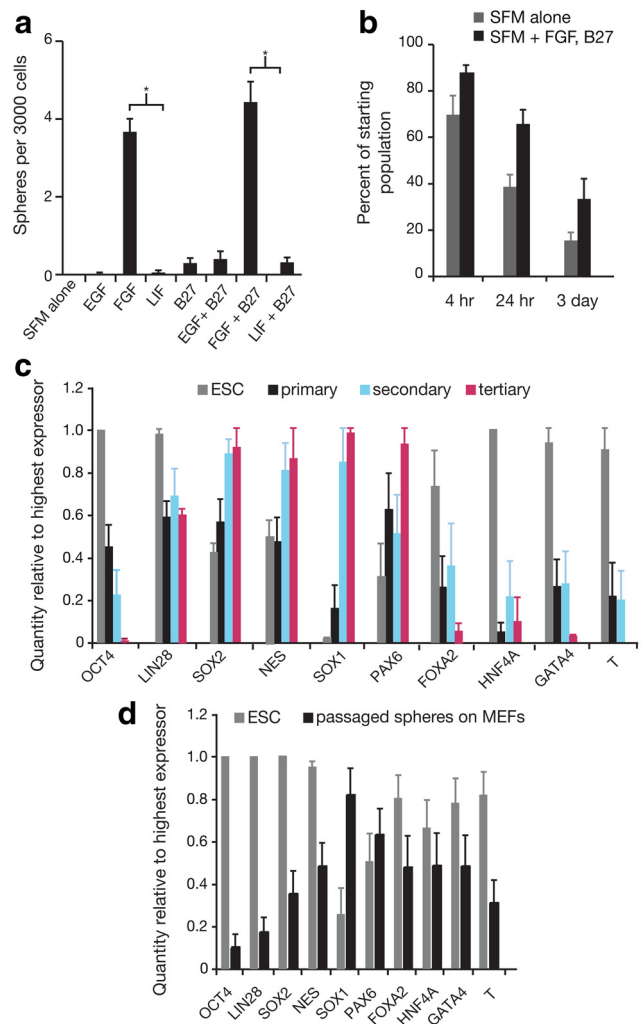 a
Spheres per 3000 cells
6
4
2
0
*
*
SFM alone
EGF
FGF
LIF
B27
EGF+ B27
FGF + B27
LIF + B27
b
SFM alone
SFM + FGF, B27
Percent of starting
population
100
80
60
40
20
0
4 hr 24 hr 3 day
c
ESC primary secondary tertiary
Quantity relative to highest expressor
1.2
1.0
0.8
0.6
0.4
0.2
0
OCT4
LIN28
SOX2
NES
SOX1
PAX6
FOXA2
HNF4A
GATA4
T
d
ESC passaged spheres on MEFs
Quantity relative to highest expressor
1.2
1.0
0.8
0.6
0.4
0.2
0
OCT4
LIN28
SOX2
NES
SOX1
PAX6
FOXA2
HNF4A
GATA4
T